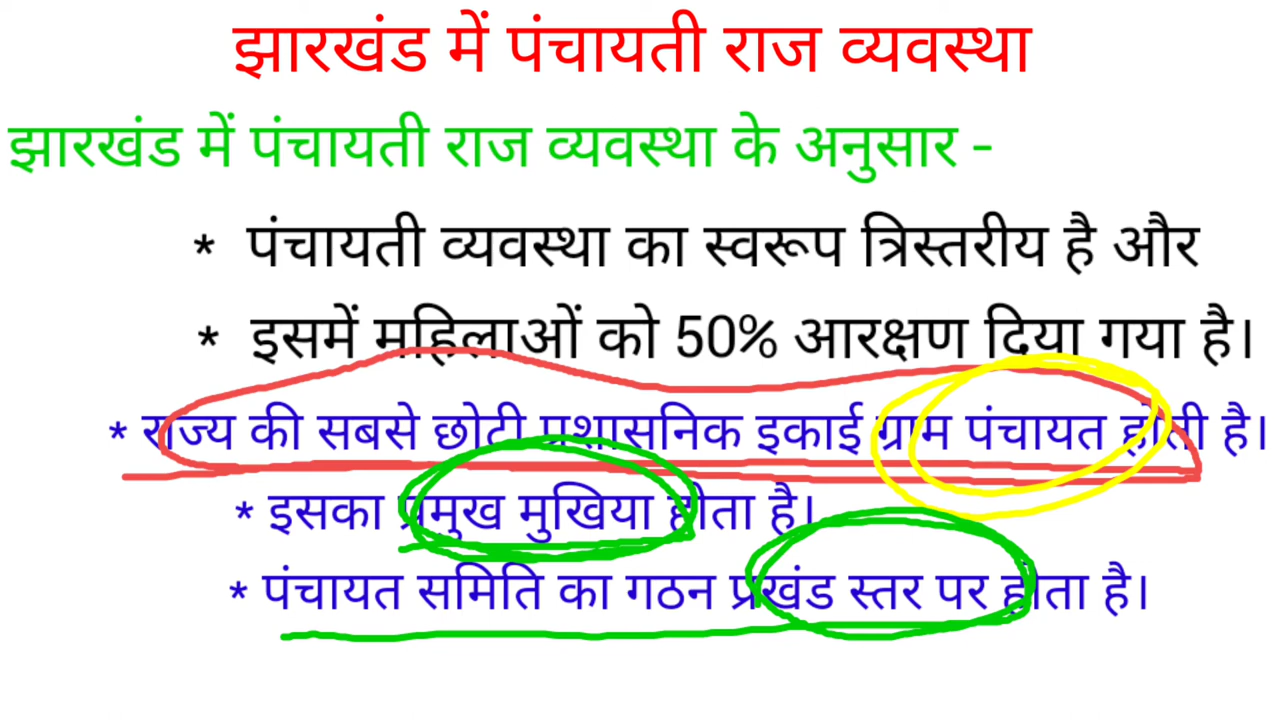 झारखंड में पंचायती राज व्यवस्था
झारखंड में पंचायती राज व्यवस्था के अनुसार -
* पंचायती व्यवस्था का स्वरूप त्रिस्तरीय है और
* इसमें महिलाओं को 50% आरक्षण दिया गया है।
* राज्य की सबसे छोटी प्रशासनिक इकाई ग्राम पंचायत होती है।
* इसका प्रमुख मुखिया होता है।
* पंचायत समिति का गठन प्रखंड स्तर पर होता है।